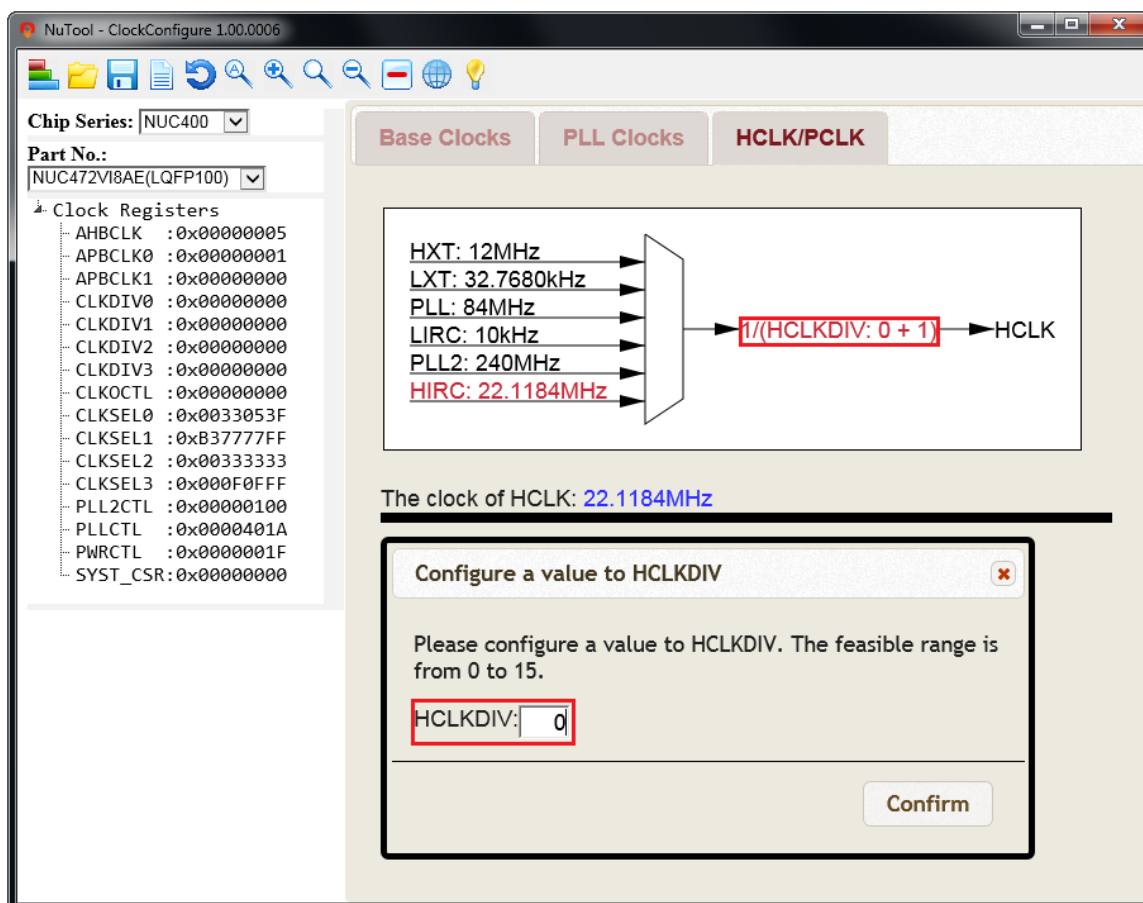 NuTool - ClockConfigure 1.00.0006
Chip Series: NUC400
Part No.:
NUC472VI8AE(LQFP100)
Clock Registers
AHBCLK :0x00000005
APBCLK0 :0x00000001
APBCLK1 :0x00000000
CLKDIV0 :0x00000000
CLKDIV1 :0x00000000
CLKDIV2 :0x00000000
CLKDIV3 :0x00000000
CLKOCTL :0x00000000
CLKSEL0 :0x0033053F
CLKSEL1 :0xB37777FF
CLKSEL2 :0x00333333
CLKSEL3 :0x000F0FFF
PLL2CTL :0x00000100
PLLCTL :0x0000401A
PWRCTL :0x0000001F
SYST_CSR:0x00000000
Base Clocks PLL Clocks HCLK/PCLK
HXT: 12MHz
LXT: 32.7680kHz
PLL: 84MHz
LIRC: 10kHz
PLL2: 240MHz
HIRC: 22.1184MHz
1/(HCLKDIV: 0 + 1) HCLK
The clock of HCLK: 22.1184MHz
Configure a value to HCLKDIV
Please configure a value to HCLKDIV. The feasible range is
from 0 to 15.
HCLKDIV: 0
Confirm